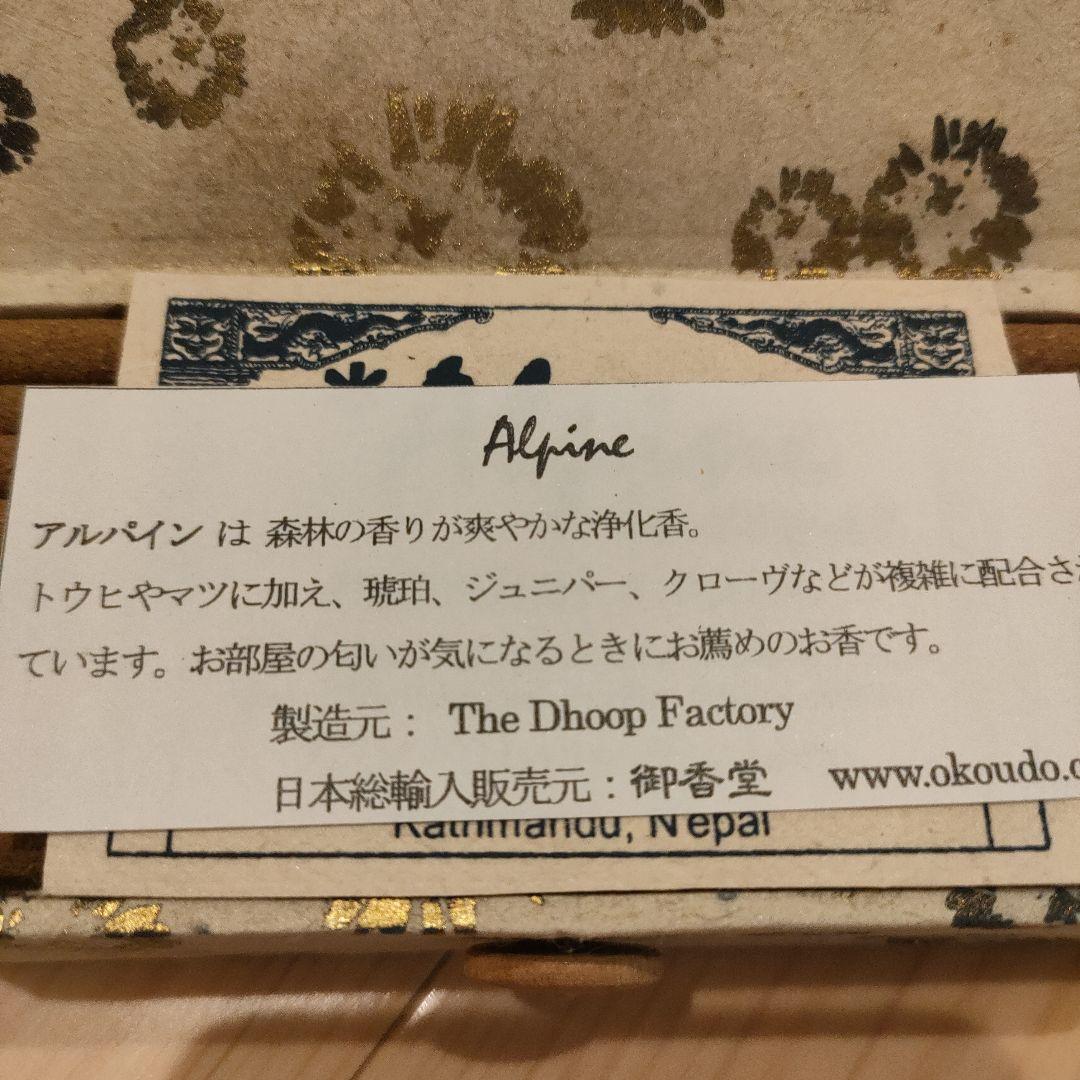 Alpine
アルパイン は 森林の香りが爽やかな浄化香。
トウヒやマツに加え、琥珀、ジュニパー、クローヴなどが複雑に配合さ
ています。お部屋の匂いが気になるときにお薦めのお香です。
製造元： The Dhoop Factory
日本総輸入販売元：御香堂 www.okoudo.c
Kathmandu, Nepal